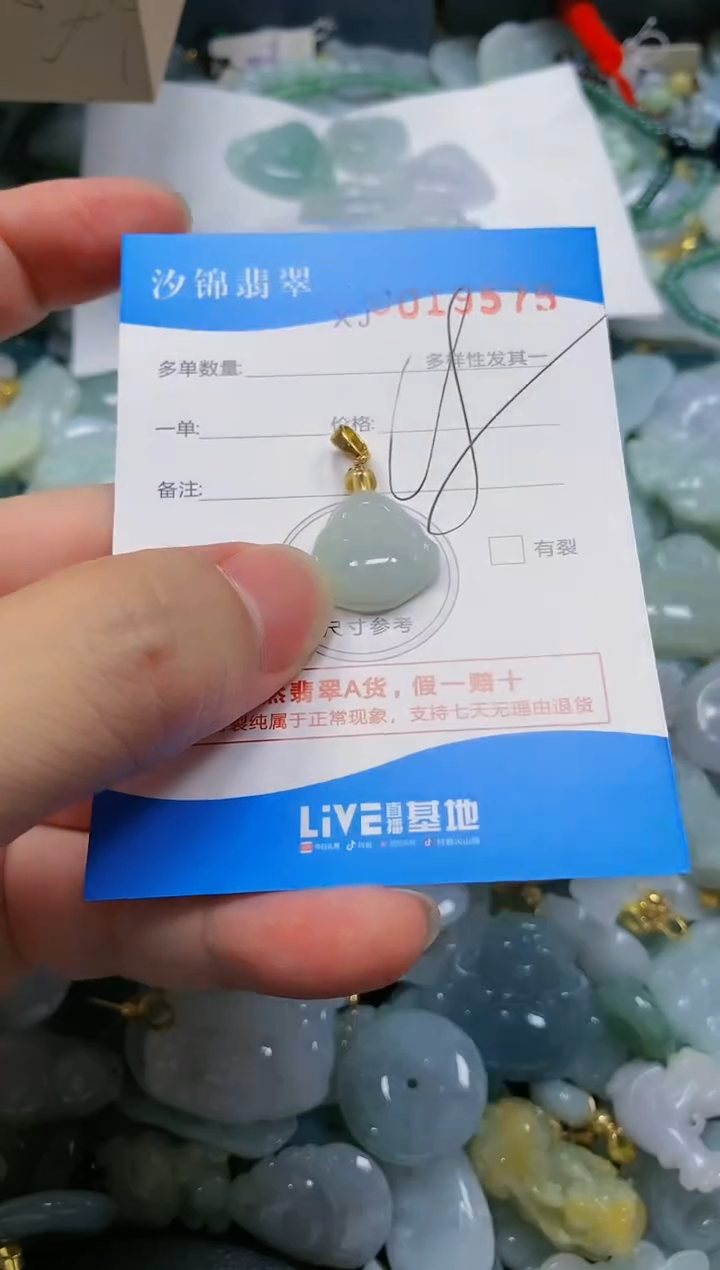 汐锦翡翠
XJ 0019575
多单数量:
多样性发其一
一单:
价格:
备注:
有裂
尺寸参考
翡翠A货，假一赔十
裂纯属于正常现象，支持七天无理由退货
LiVE直播基地